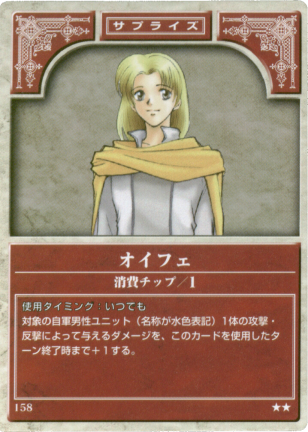 サプライズ
オイフェ
消費チップ／1
使用タイミング：いつでも
対象の自軍男性ユニット（名称が水色表記）1体の攻撃・
反撃によって与えるダメージを、このカードを使用したタ
ーン終了時まで＋1する。
158
★★